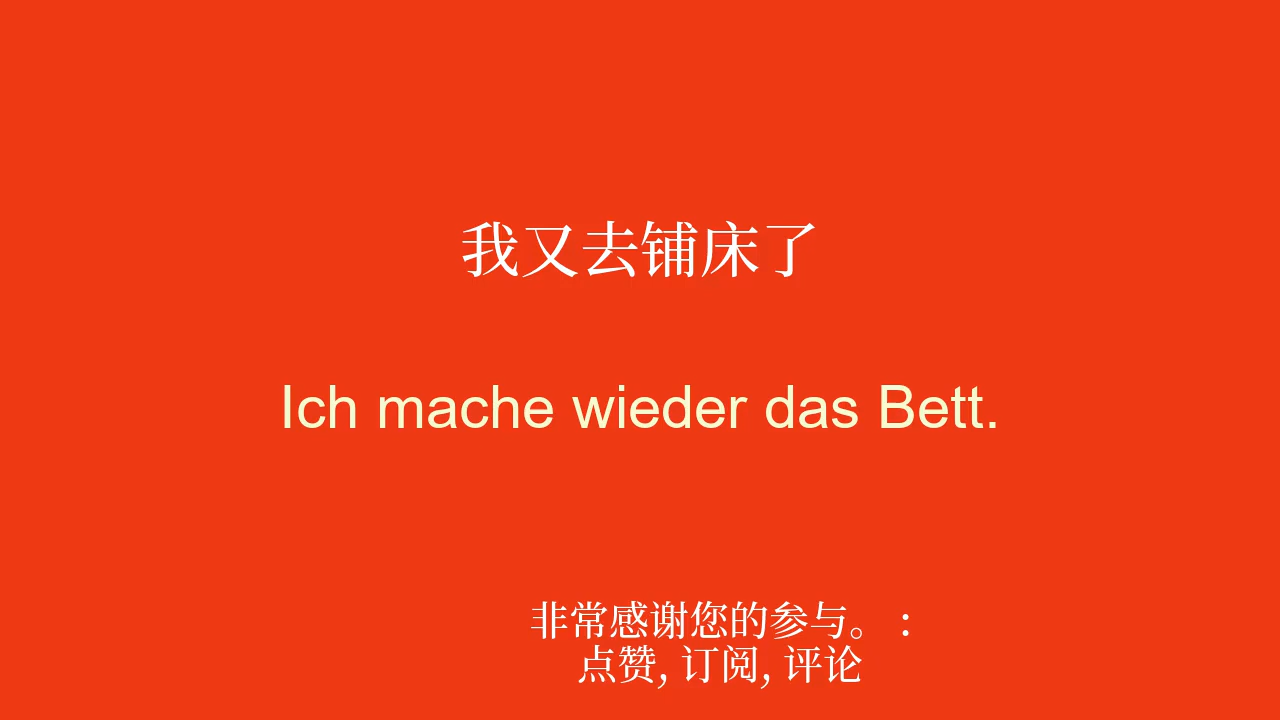 我又去铺床了
Ich mache wieder das Bett.
非常感谢您的参与。 :
点赞, 订阅, 评论